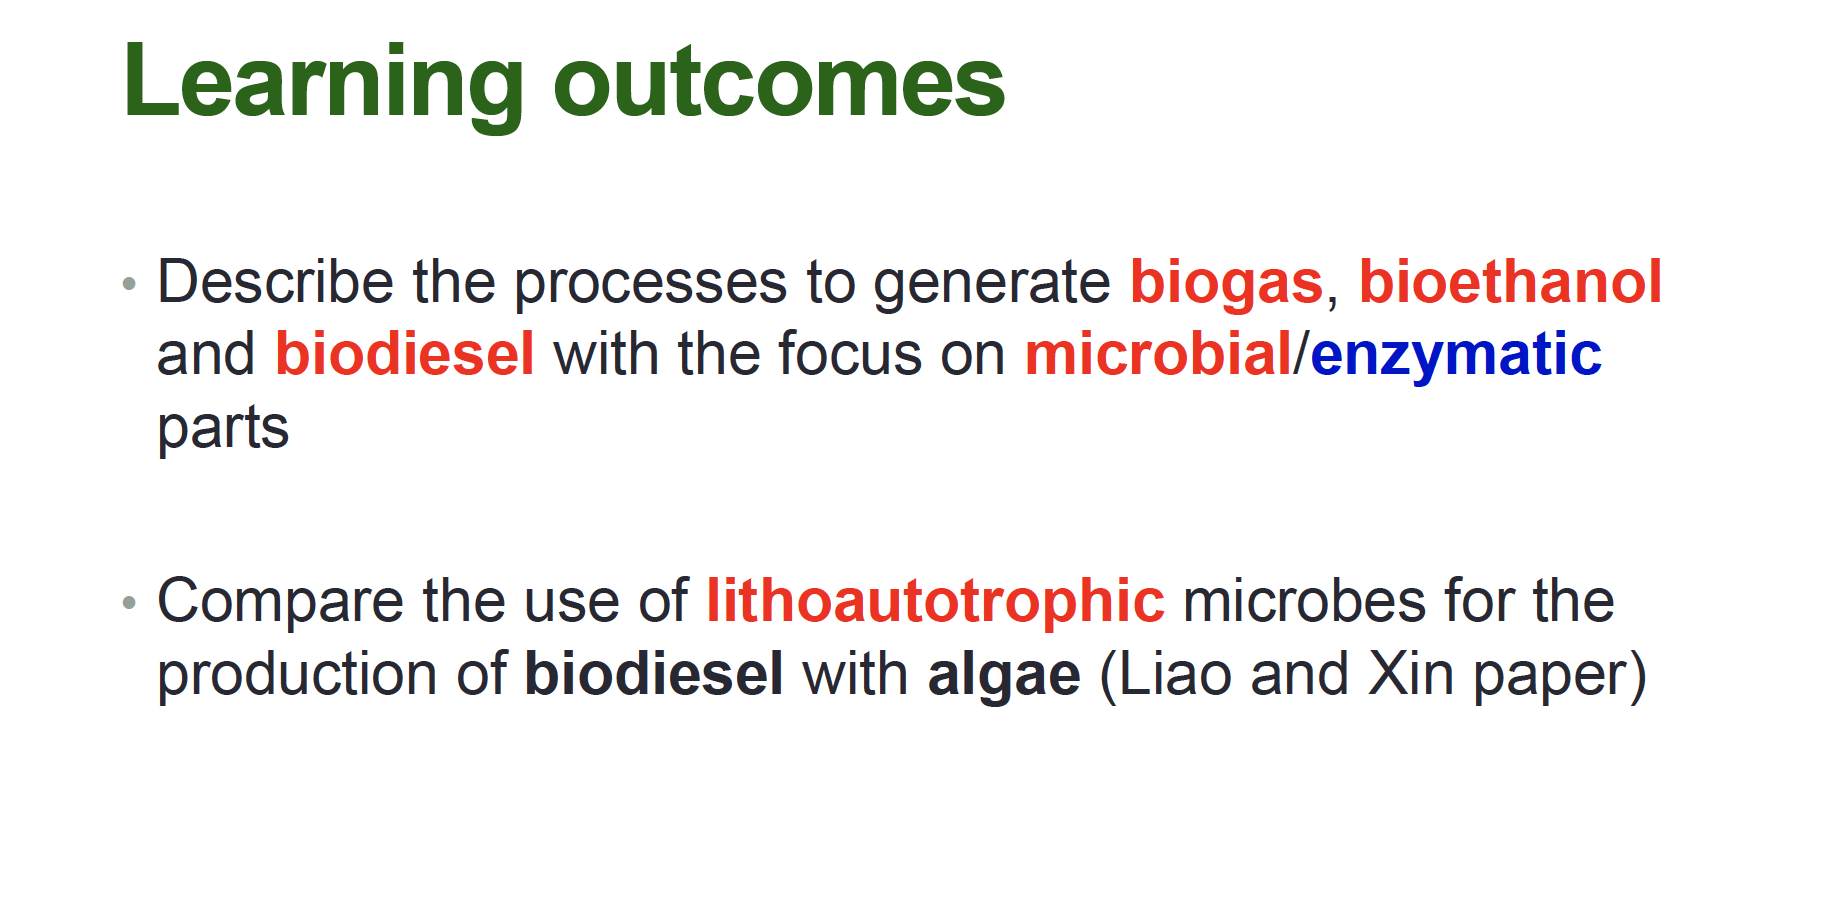 Learning outcomes
• Describe the processes to generate biogas, bioethanol
and biodiesel with the focus on microbial/enzymatic
parts
• Compare the use of lithoautotrophic microbes for the
production of biodiesel with algae (Liao and Xin paper)